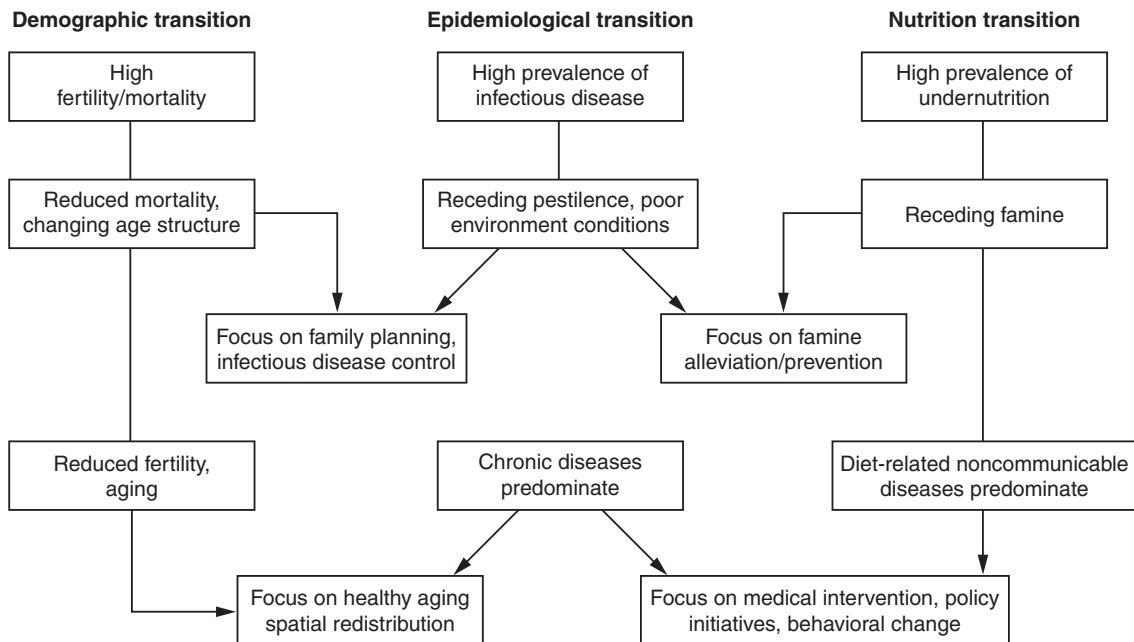 Demographic transition
Epidemiological transition
Nutrition transition
High
fertility/mortality
High prevalence of
infectious disease
High prevalence of
undernutrition
Reduced mortality,
changing age structure
Receding pestilence, poor
environment conditions
Receding famine
Focus on family planning,
infectious disease control
Focus on famine
alleviation/prevention
Reduced fertility,
aging
Chronic diseases
predominate
Diet-related noncommunicable
diseases predominate
Focus on healthy aging
spatial redistribution
Focus on medical intervention, policy
initiatives, behavioral change